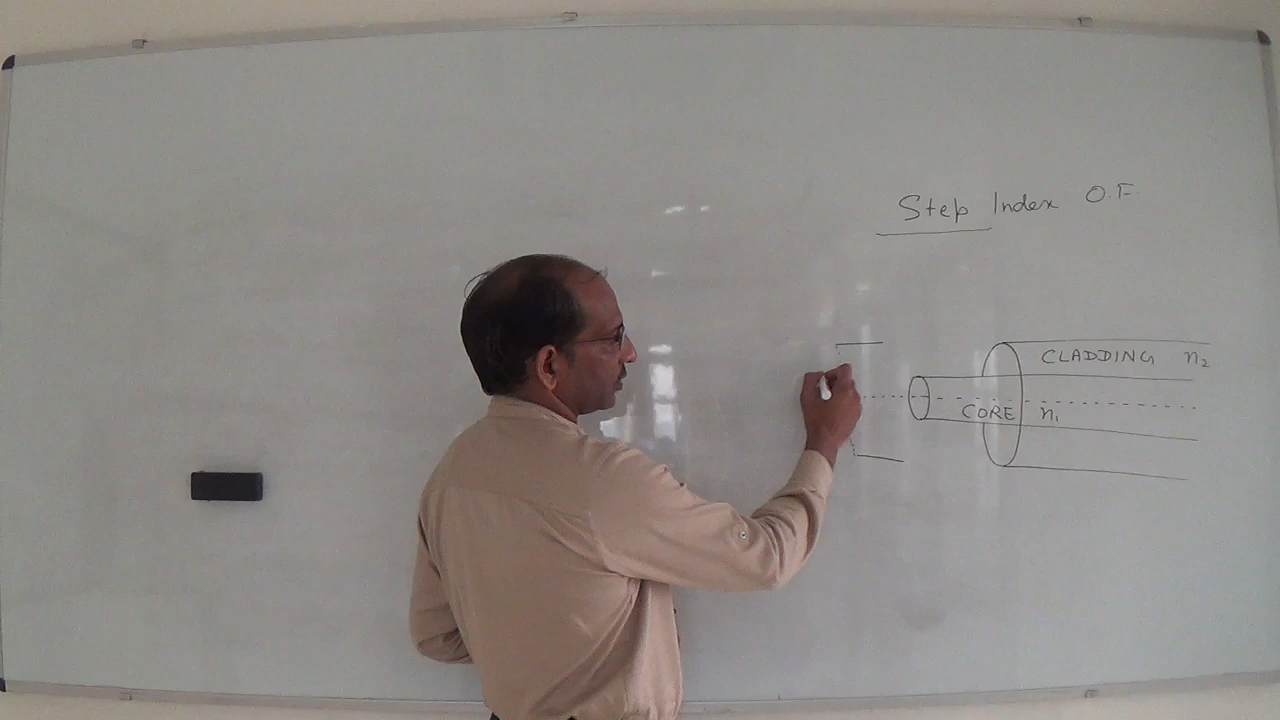 Step Index O.F.
CLADDING n₂
CORE n₁